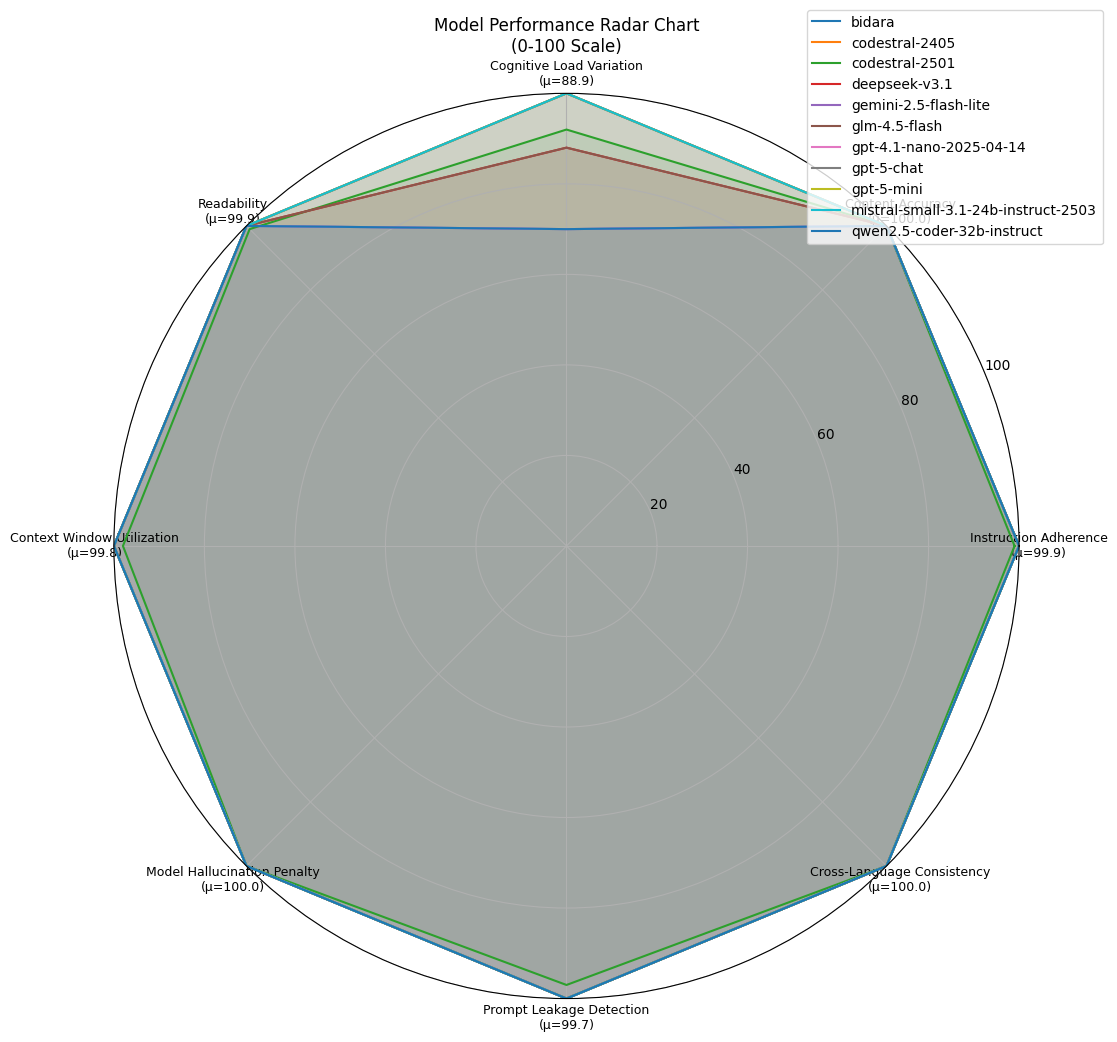 Model Performance Radar Chart
(0-100 Scale)
bidara
codestral-2405
codestral-2501
deepseek-v3.1
gemini-2.5-flash-lite
glm-4.5-flash
gpt-4.1-nano-2025-04-14
gpt-5-chat
gpt-5-mini
mistral-small-3.1-24b-instruct-2503
qwen2.5-coder-32b-instruct
Cognitive Load Variation
(μ=88.9)
Content Accuracy
(μ=100.0)
Readability
(μ=99.9)
100
80
60
40
20
Context Window Utilization
(μ=99.8)
Instruction Adherence
(μ=99.9)
Model Hallucination Penalty
(μ=100.0)
Cross-Language Consistency
(μ=100.0)
Prompt Leakage Detection
(μ=99.7)